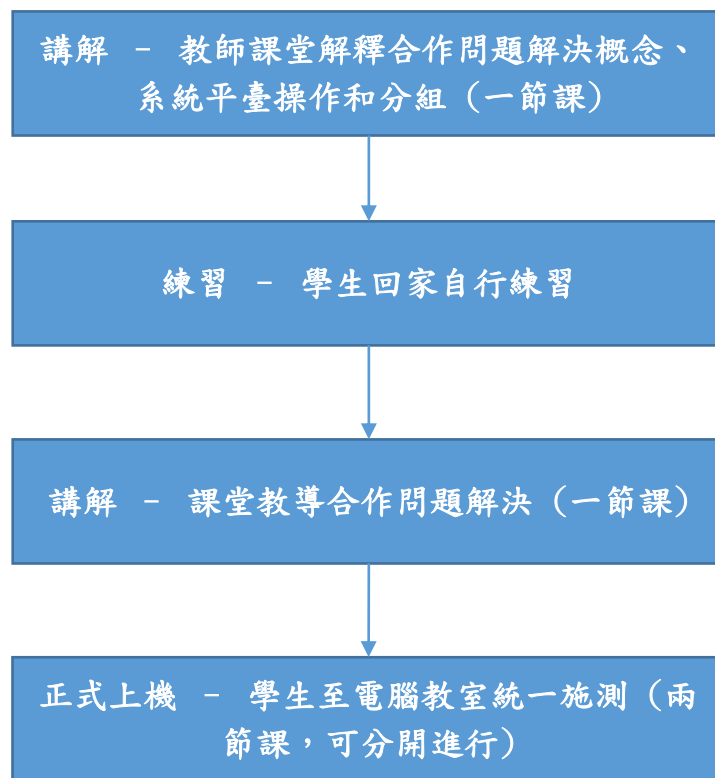 講解 - 教師課堂解釋合作問題解決概念、
系統平臺操作和分組(一節課)
練習 - 學生回家自行練習
講解 - 課堂教導合作問題解決(一節課)
正式上機 - 學生至電腦教室統一施測(兩
節課,可分開進行)